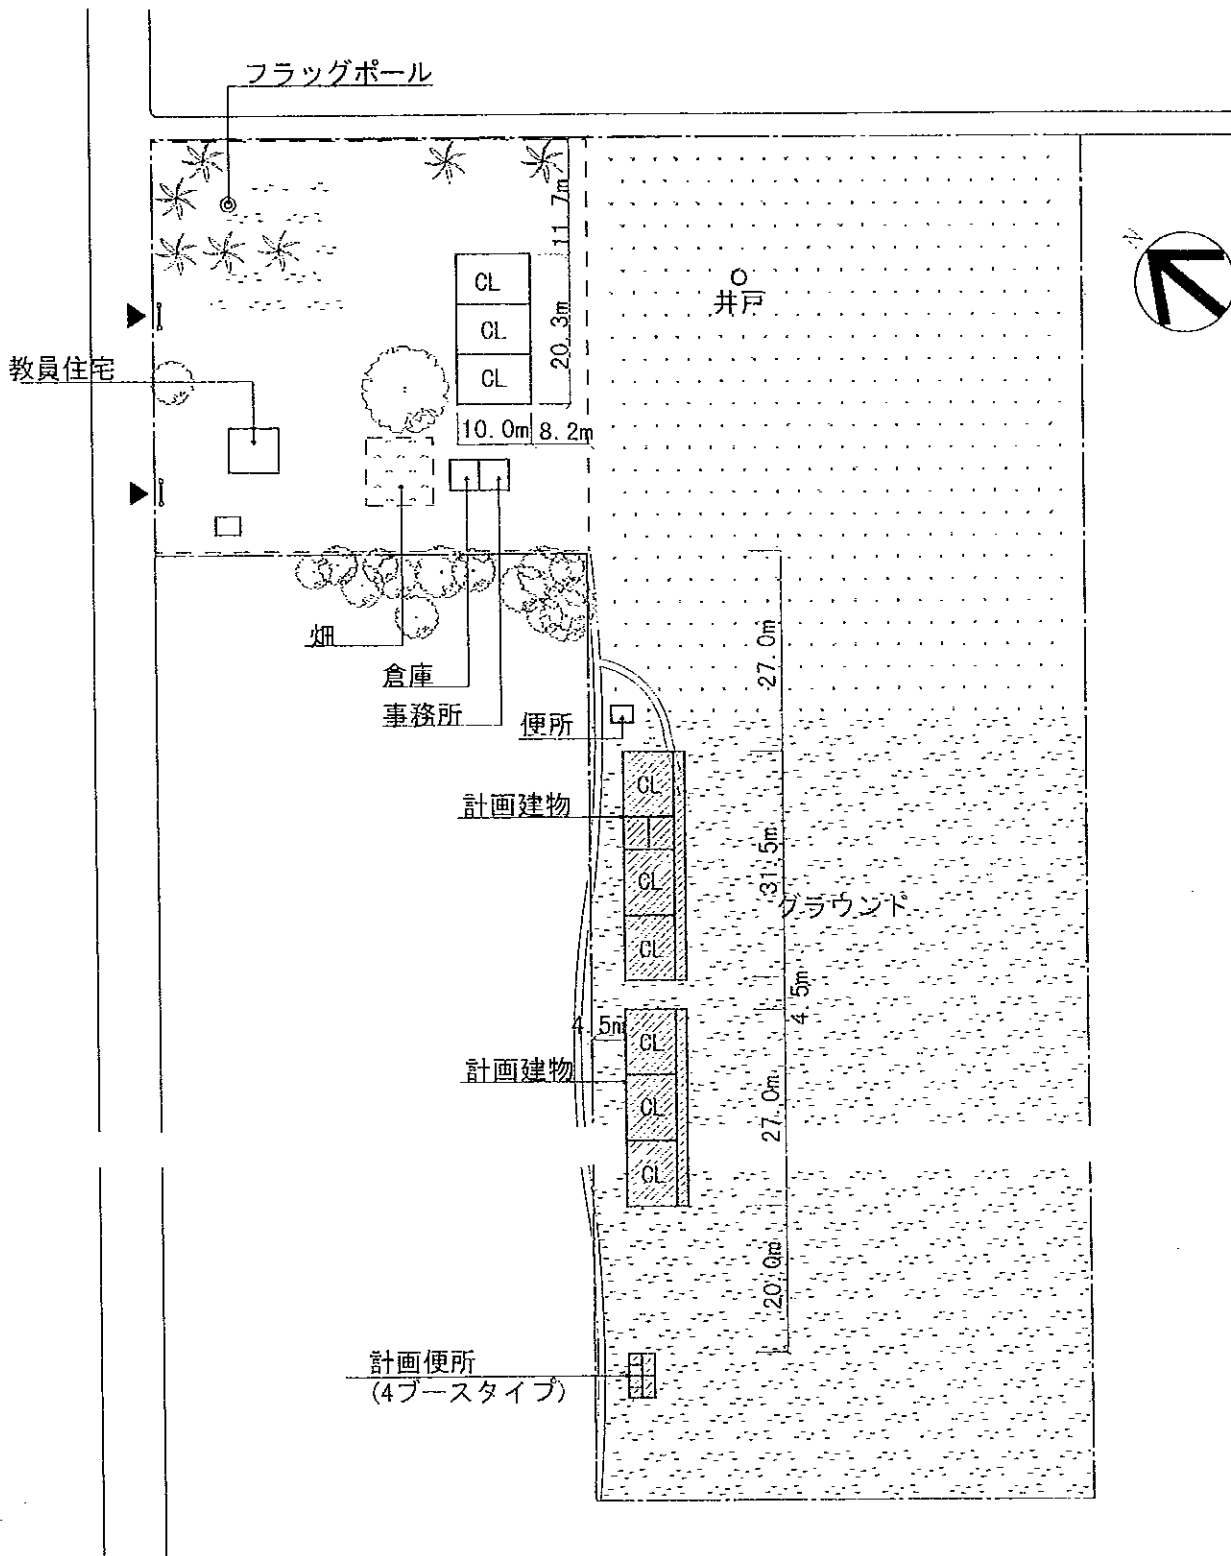 フラッグポール
N
11.7m
CL
井戸
CL
20.3m
教員住宅
CL
10.0m
8.2m
畑
27.0m
倉庫
事務所
便所
CL
計画建物
31.5m
CL
グラウンド
CL
4.5m
4.5m
CL
計画建物
27.0m
CL
CL
20.0m
計画便所
(4ブースタイプ)